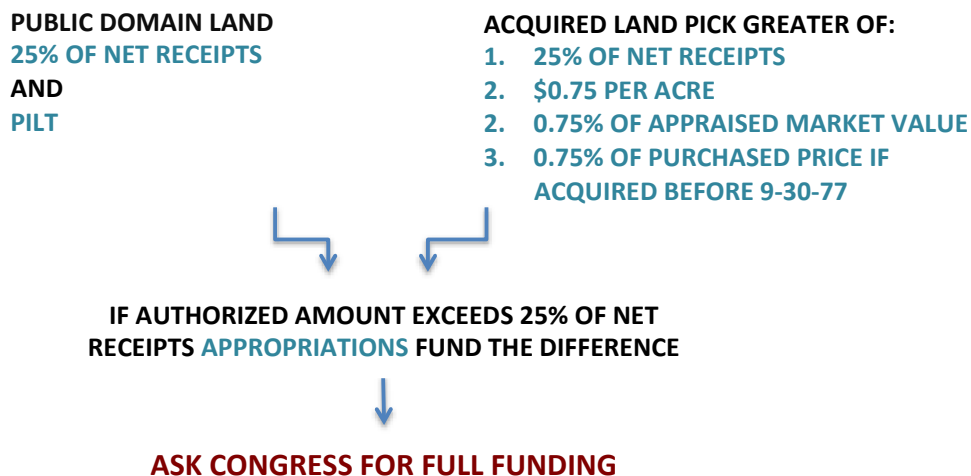 PUBLIC DOMAIN LAND
25% OF NET RECEIPTS
AND
PILT
ACQUIRED LAND PICK GREATER OF:
1. 25% OF NET RECEIPTS
2. $0.75 PER ACRE
2. 0.75% OF APPRAISED MARKET VALUE
3. 0.75% OF PURCHASED PRICE IF
ACQUIRED BEFORE 9-30-77
IF AUTHORIZED AMOUNT EXCEEDS 25% OF NET
RECEIPTS APPROPRIATIONS FUND THE DIFFERENCE
ASK CONGRESS FOR FULL FUNDING